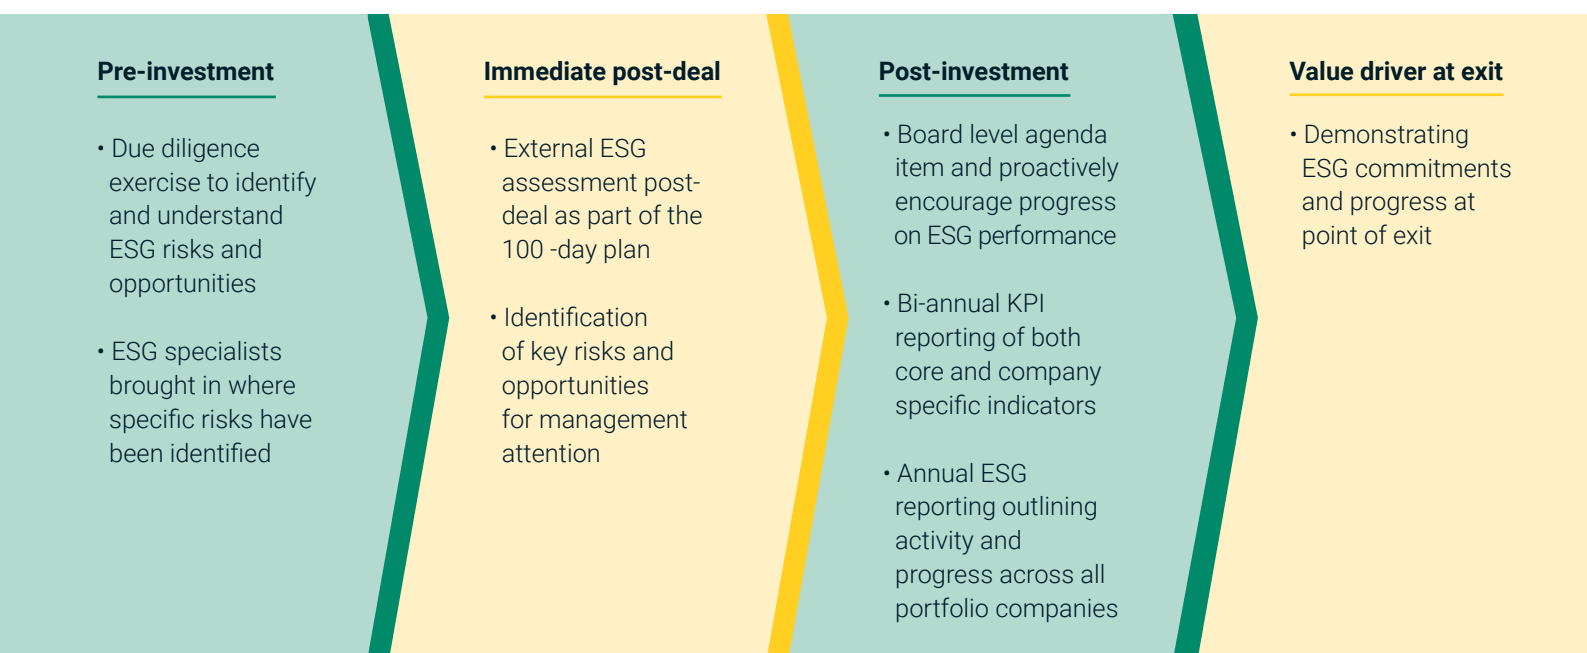 Pre-investment
• Due diligence
exercise to identify
and understand
ESG risks and
opportunities
• ESG specialists
brought in where
specific risks have
been identified
Immediate post-deal
• External ESG
assessment post-
deal as part of the
100 -day plan
• Identification
of key risks and
opportunities
for management
attention
Post-investment
• Board level agenda
item and proactively
encourage progress
on ESG performance
• Bi-annual KPI
reporting of both
core and company
specific indicators
• Annual ESG
reporting outlining
activity and
progress across all
portfolio companies
Value driver at exit
• Demonstrating
ESG commitments
and progress at
point of exit